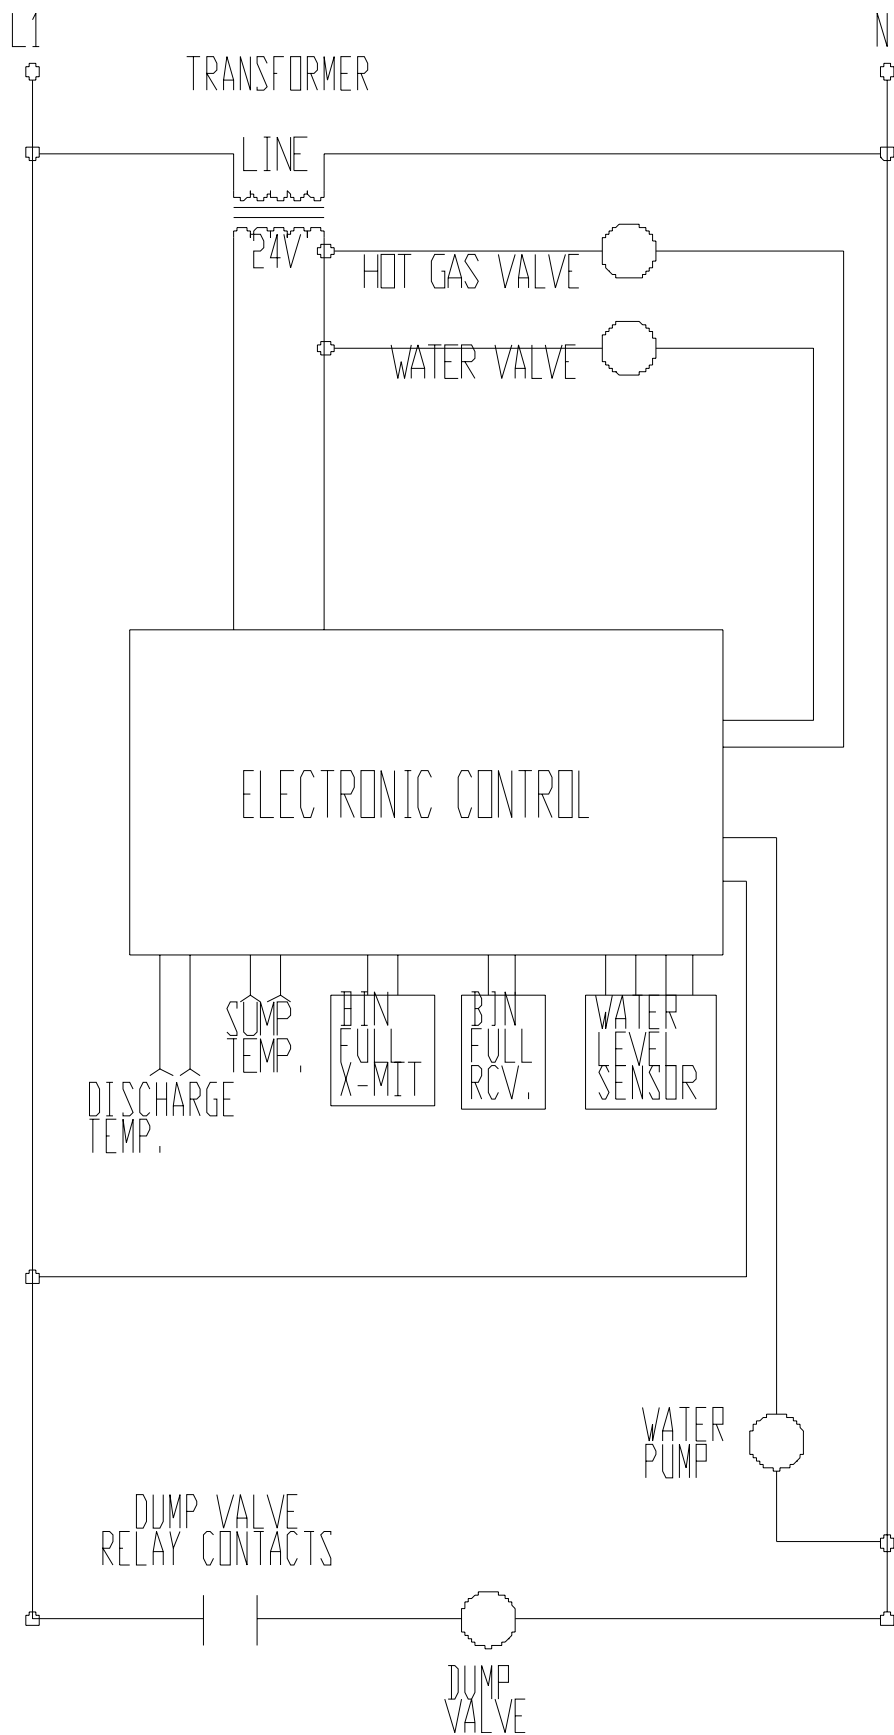 L1
N
TRANSFORMER
LINE
24V
HOT GAS VALVE
WATER VALVE
ELECTRONIC CONTROL
DISCHARGE
TEMP.
SUMP
TEMP.
BIN
FULL
X-MIT
BIN
FULL
RCV.
WATER
LEVEL
SENSOR
WATER
PUMP
DUMP VALVE
RELAY CONTACTS
DUMP
VALVE